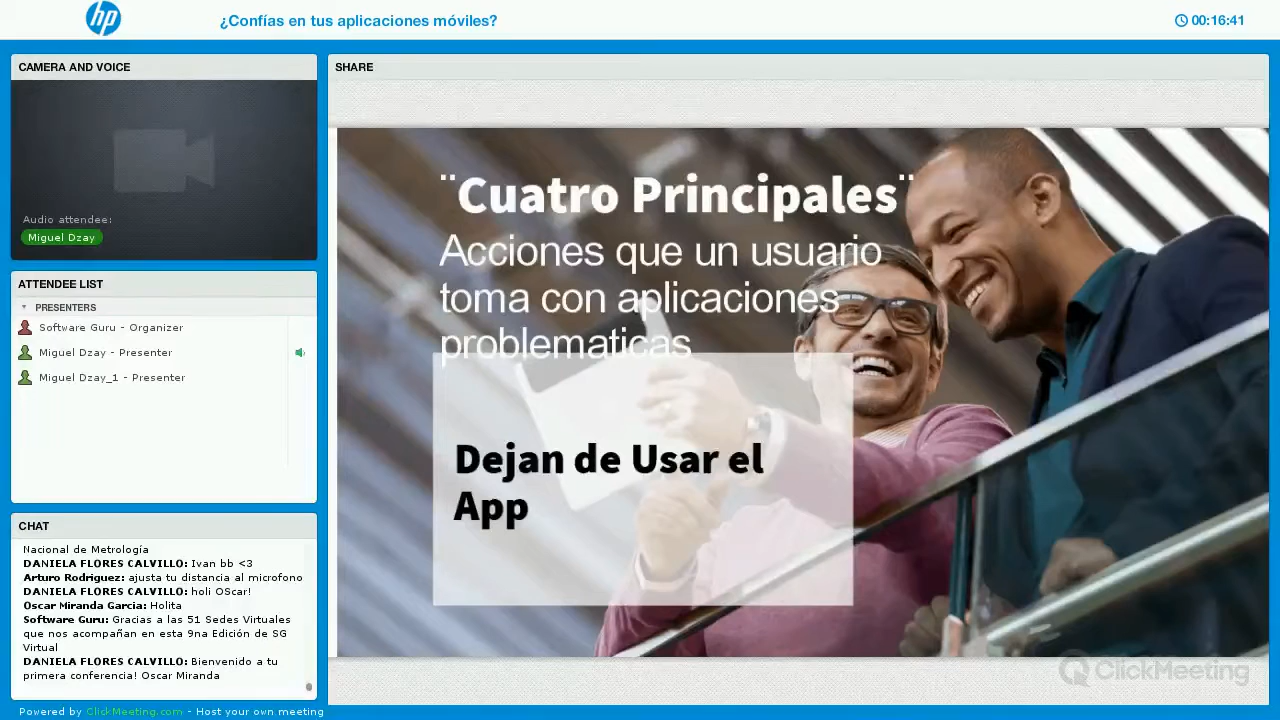 hp
¿Confías en tus aplicaciones móviles?
00:16:41
CAMERA AND VOICE
Audio attendee:
Miguel Dzay
ATTENDEE LIST
PRESENTERS
Software Guru - Organizer
Miguel Dzay - Presenter
Miguel Dzay_1 - Presenter
CHAT
Nacional de Metrología
DANIELA FLORES CALVILLO: Ivan bb <3
Arturo Rodriguez: ajusta tu distancia al microfono
DANIELA FLORES CALVILLO: holi OScar!
Oscar Miranda Garcia: Holita
Software Guru: Gracias a las 51 Sedes Virtuales
que nos acompañan en esta 9na Edición de SG
Virtual
DANIELA FLORES CALVILLO: Bienvenido a tu
primera conferencia! Oscar Miranda
Powered by ClickMeeting.com - Host your own meeting
SHARE
¨Cuatro Principales¨
Acciones que un usuario
toma con aplicaciones
problematicas
Dejan de Usar el
App
ClickMeeting